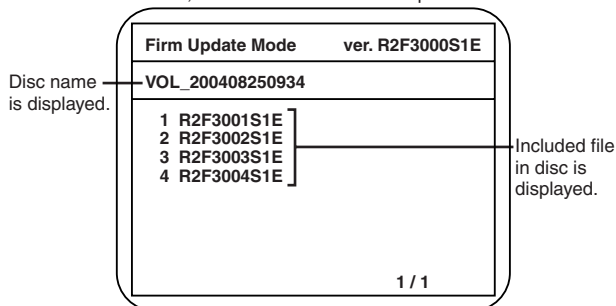 Firm Update Mode ver. R2F3000S1E
Disc name
is displayed.
VOL_200408250934
1 R2F3001S1E
2 R2F3002S1E
3 R2F3003S1E
4 R2F3004S1E
Included file
in disc is
displayed.
1 / 1